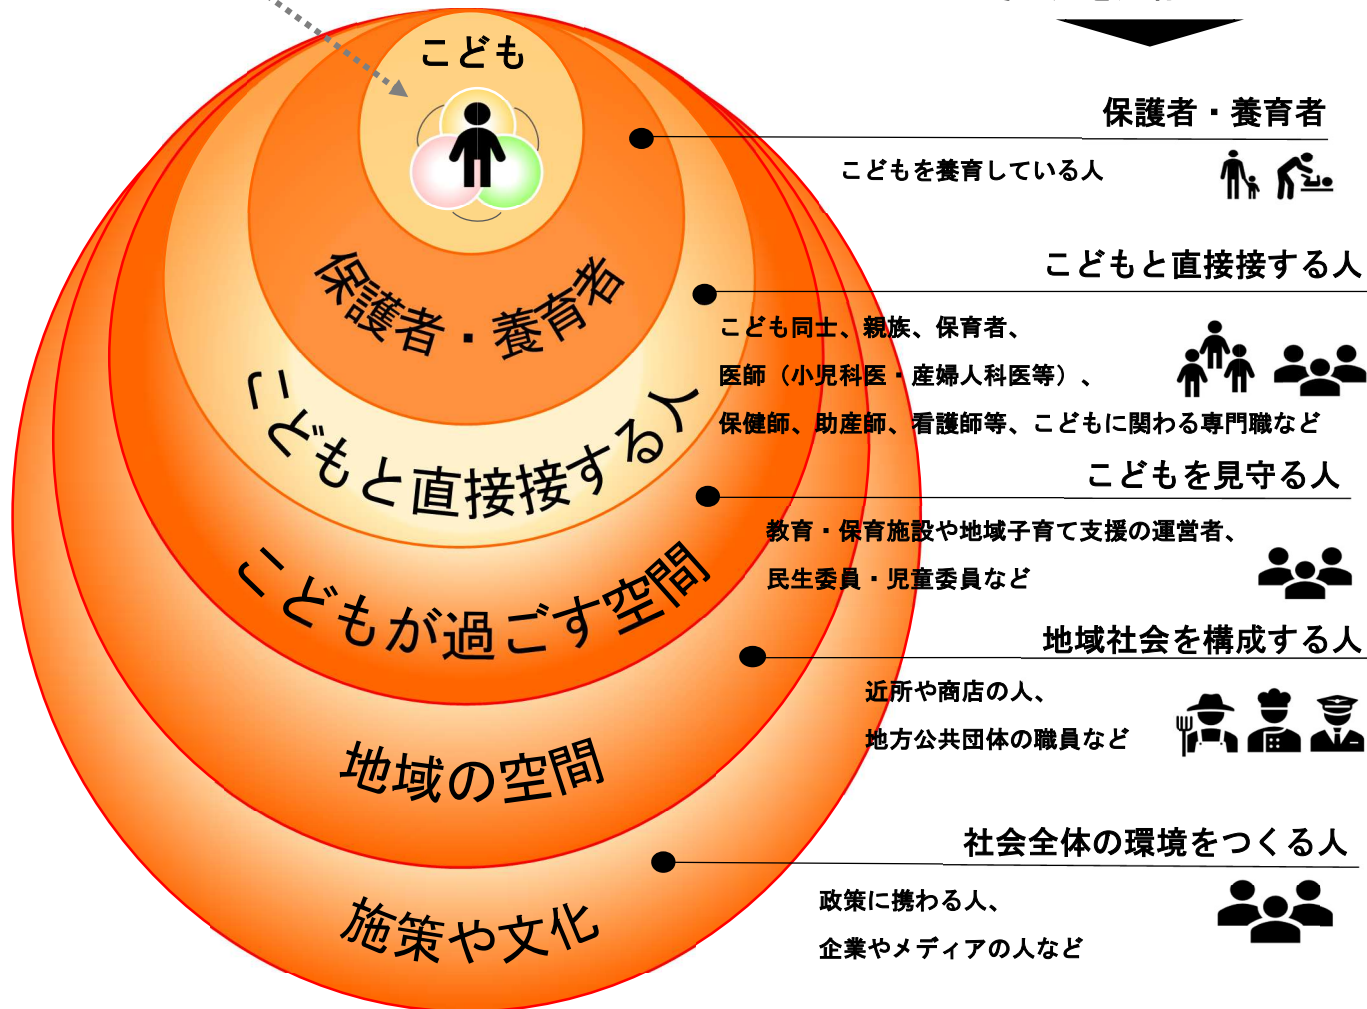 こども
保護者・養育者
こどもと直接接する人
こどもが過ごす空間
地域の空間
施策や文化
保護者・養育者
こどもを養育している人
こどもと直接接する人
こども同士、親族、保育者、
医師（小児科医・産婦人科医等）、
保健師、助産師、看護師等、こどもに関わる専門職など
こどもを見守る人
教育・保育施設や地域子育て支援の運営者、
民生委員・児童委員など
地域社会を構成する人
近所や商店の人、
地方公共団体の職員など
社会全体の環境をつくる人
政策に携わる人、
企業やメディアの人など